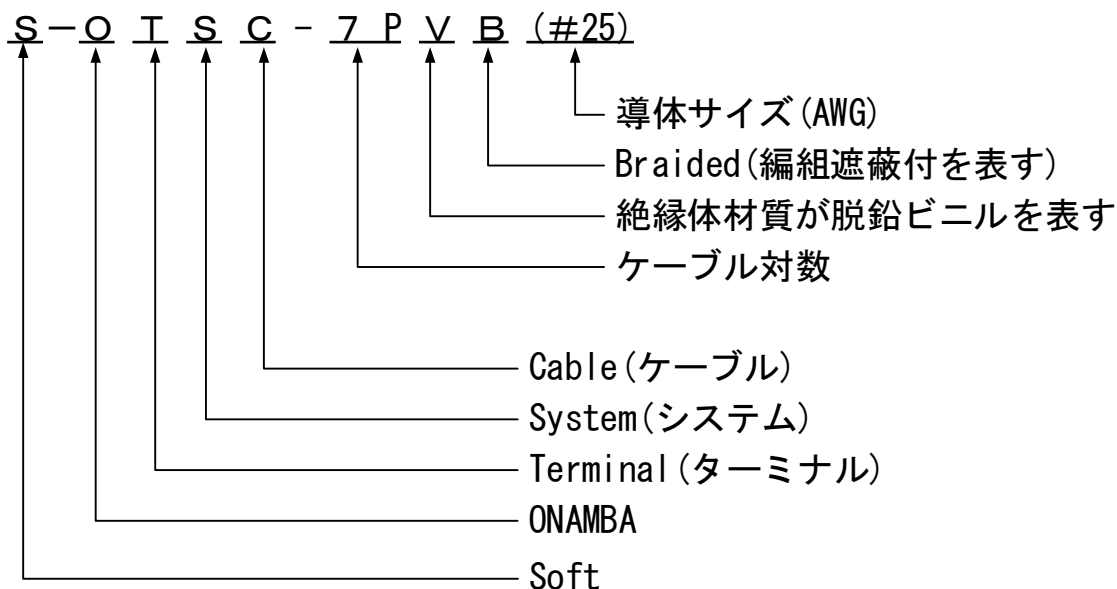 Ｓ－ＯＴＳＣ-７ＰＶＢ(#25)
導体サイズ(AWG)
Braided(編組遮蔽付を表す)
絶縁体材質が脱鉛ビニルを表す
ケーブル対数
Cable(ケーブル)
System(システム)
Terminal(ターミナル)
ONAMBA
Soft